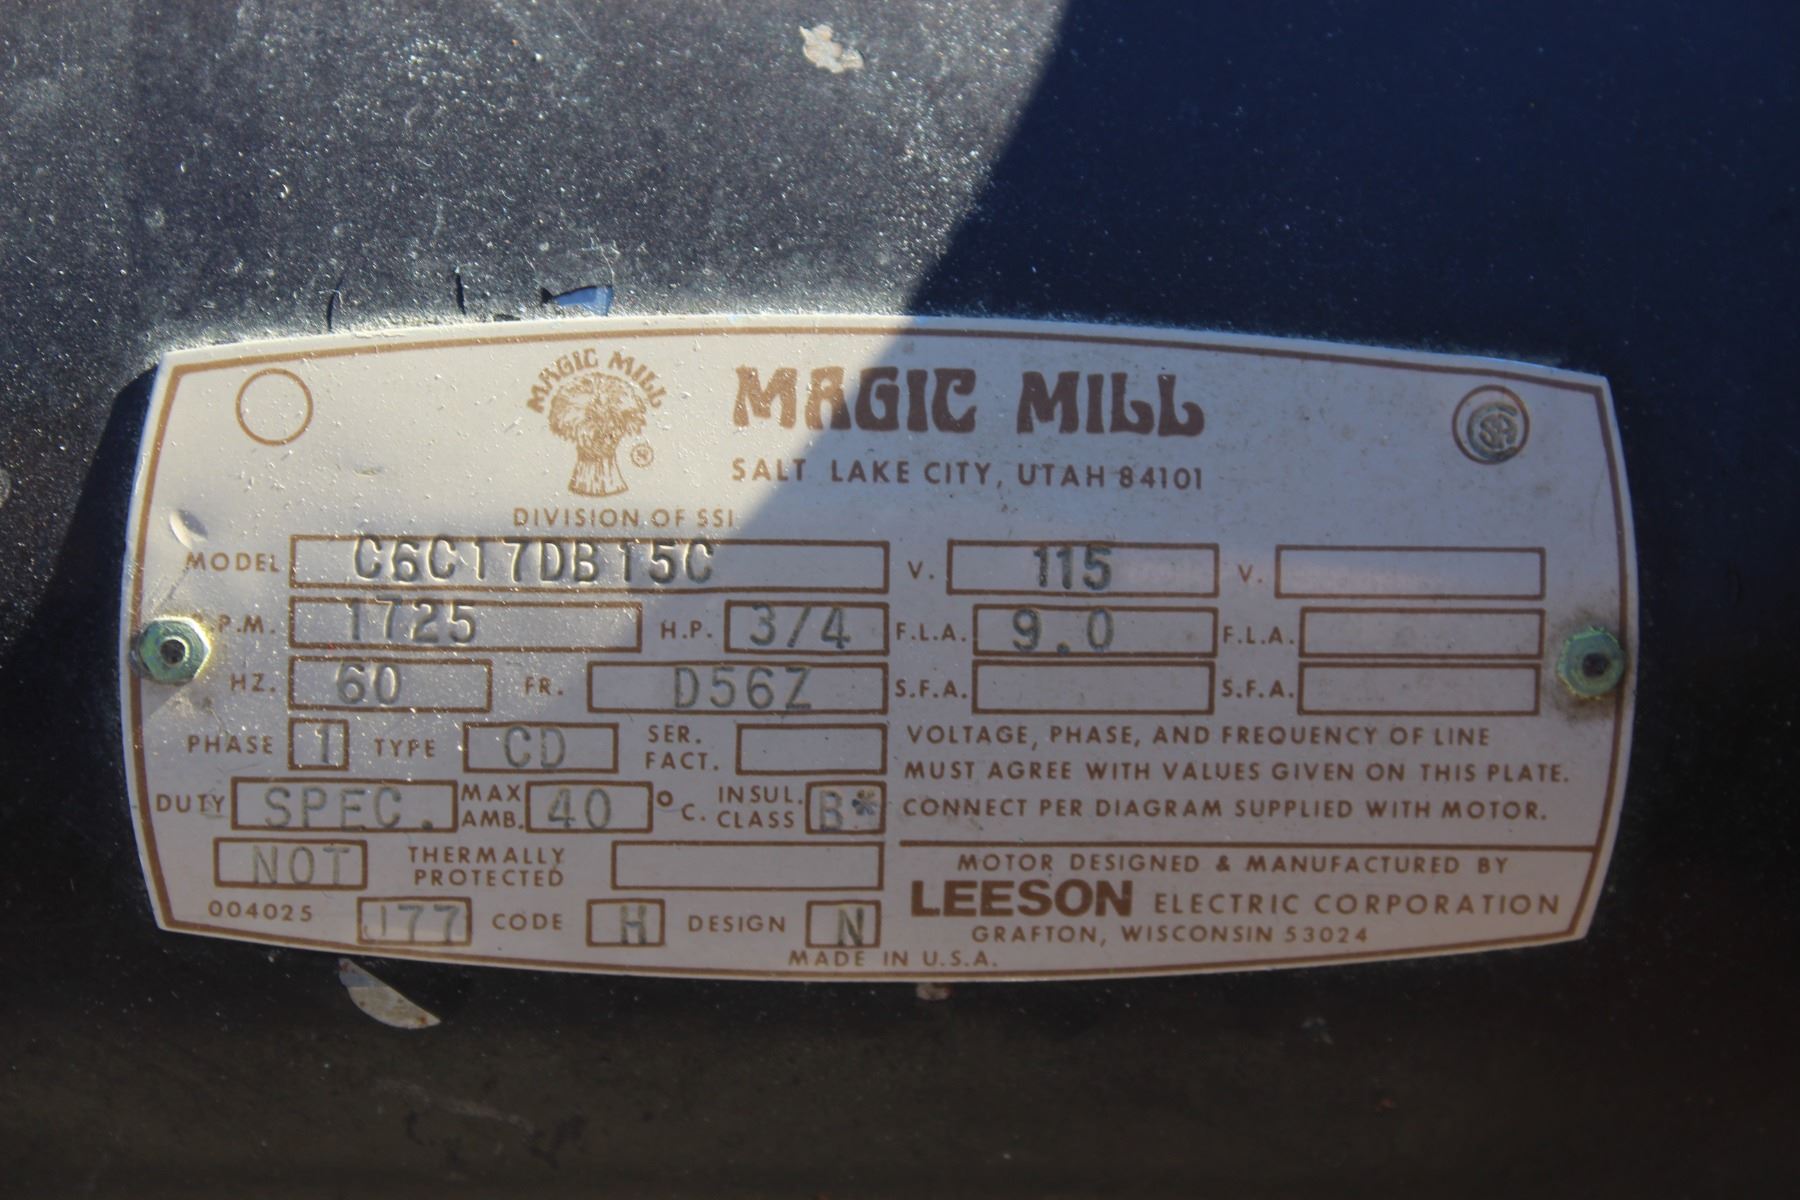 MAGIC MILL
MAGIC MILL
SALT LAKE CITY, UTAH 84101
DIVISION OF SSI
MODEL C6C17DB15C V. 115 V.
P.M. 1725 H.P. 3/4 F.L.A. 9.0 F.L.A.
HZ. 60 FR. D56Z S.F.A. S.F.A.
PHASE 1 TYPE CD SER. FACT.
DUTY SPEC. MAX AMB. 40 °C. INSUL. CLASS B*
NOT THERMALLY PROTECTED
004025 J77 CODE H DESIGN N
VOLTAGE, PHASE, AND FREQUENCY OF LINE
MUST AGREE WITH VALUES GIVEN ON THIS PLATE.
CONNECT PER DIAGRAM SUPPLIED WITH MOTOR.
MOTOR DESIGNED & MANUFACTURED BY
LEESON ELECTRIC CORPORATION
GRAFTON, WISCONSIN 53024
MADE IN U.S.A.